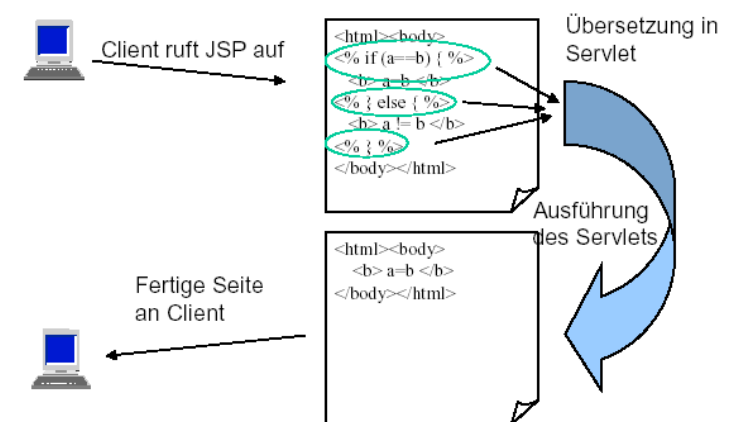 Client ruft JSP auf
<html><body>
<% if (a==b) { %>
<b> a=b </b>
<% } else { %>
<b> a != b </b>
<% } %>
</body></html>
Übersetzung in
Servlet
Ausführung
des Servlets
<html><body>
<b> a=b </b>
</body></html>
Fertige Seite
an Client